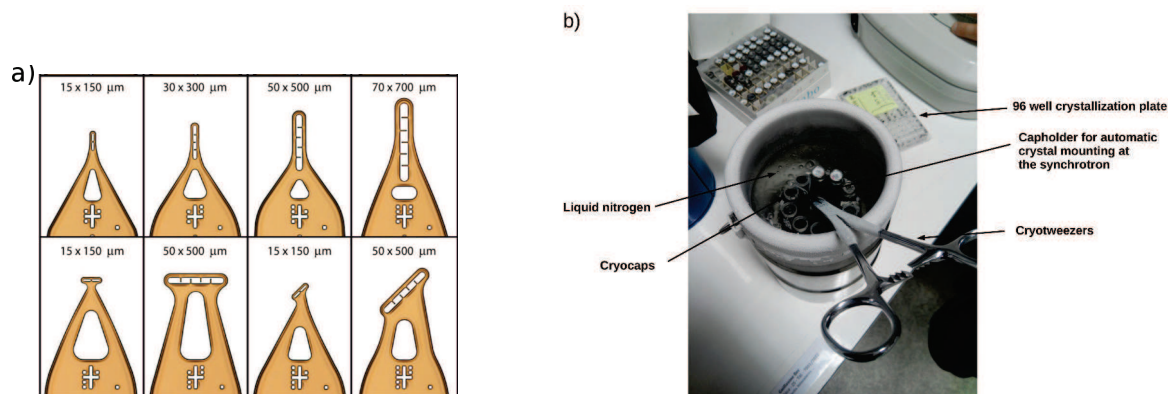 a)
15 x 150 µm
30 x 300 µm
50 x 500 µm
70 x 700 µm
15 x 150 µm
50 x 500 µm
15 x 150 µm
50 x 500 µm
b)
96 well crystallization plate
Capholder for automatic
crystal mounting at
the synchrotron
Liquid nitrogen
Cryotweezers
Cryocaps